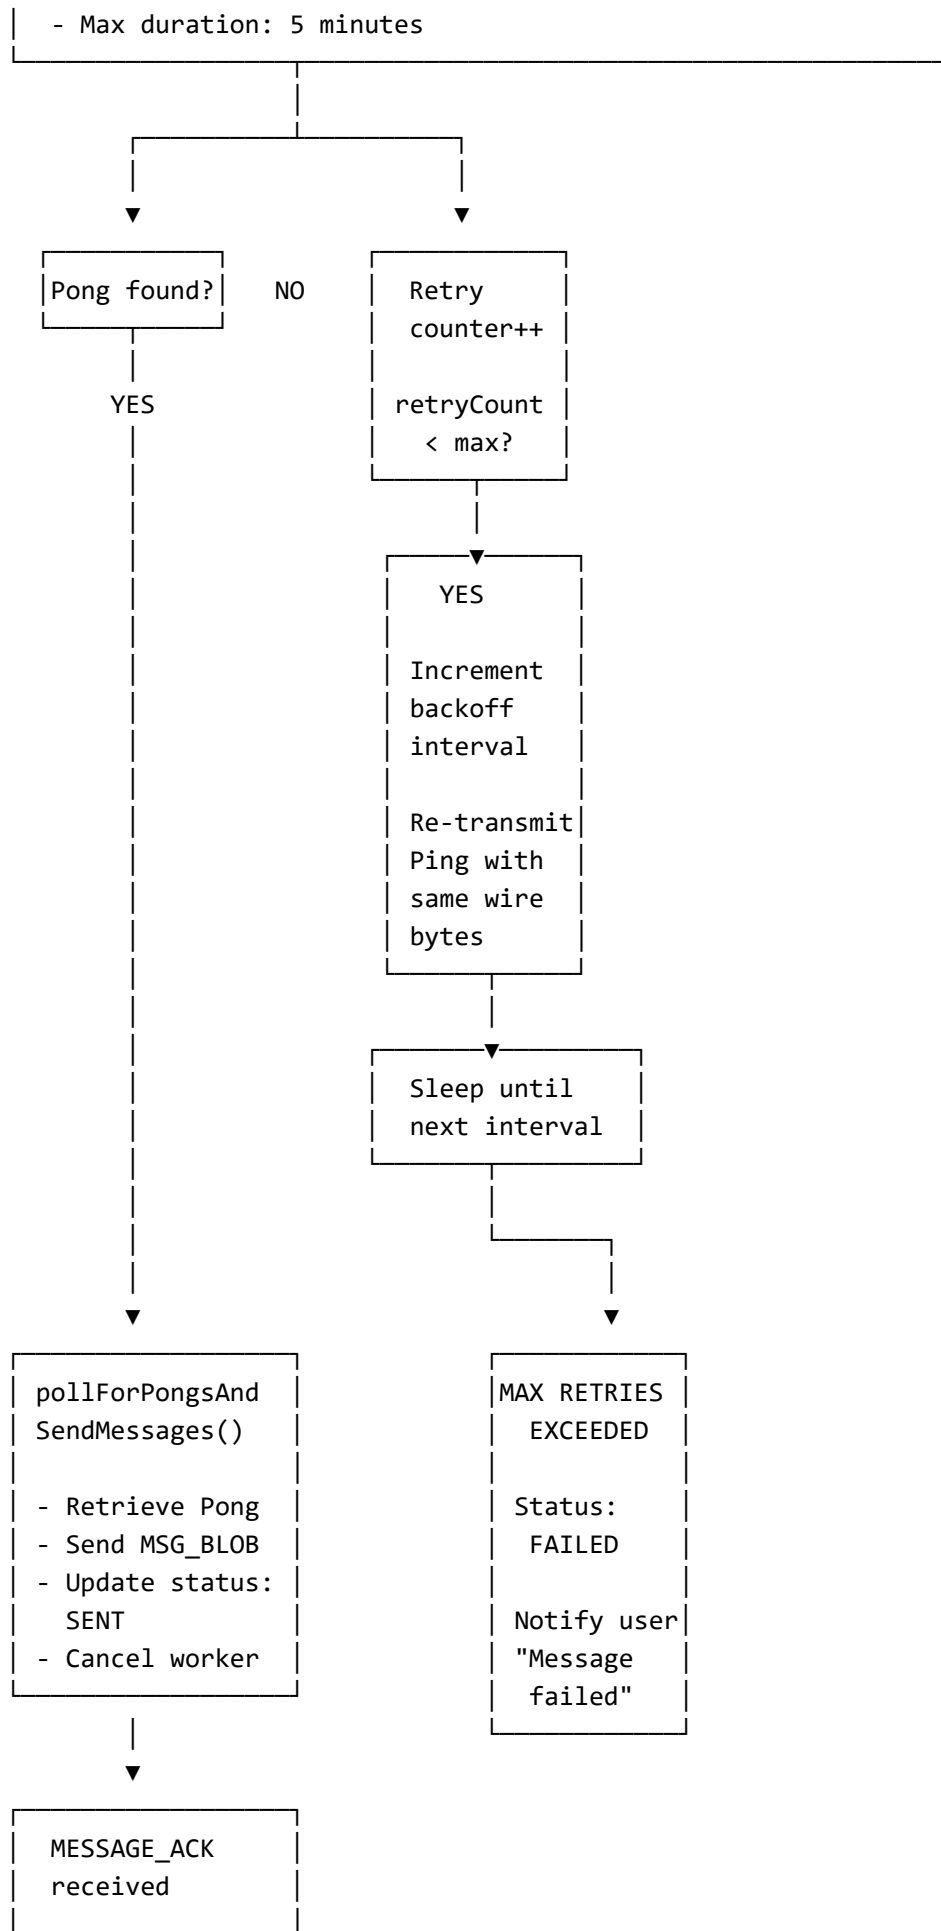 - Max duration: 5 minutes
Pong found?
NO
Retry
counter++
retryCount
< max?
YES
YES
Increment
backoff
interval
Re-transmit
Ping with
same wire
bytes
Sleep until
next interval
pollForPongsAnd
SendMessages()
- Retrieve Pong
- Send MSG_BLOB
- Update status:
SENT
- Cancel worker
MAX RETRIES
EXCEEDED
Status:
FAILED
Notify user
"Message
failed"
MESSAGE_ACK
received